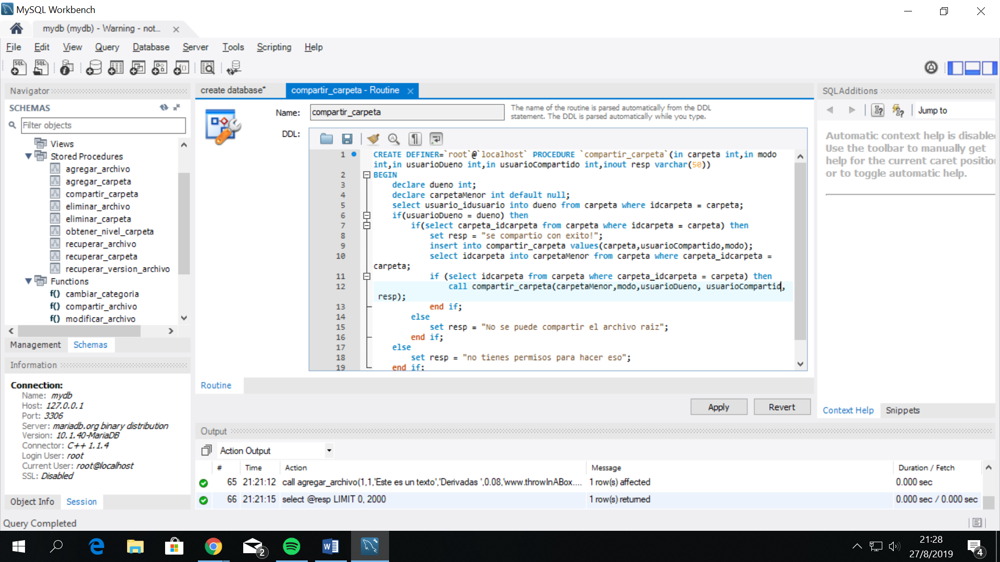 MySQL Workbench
mydb (mydb) - Warning - not...
File Edit View Query Database Server Tools Scripting Help
Navigator
SCHEMAS
Filter objects
Views
Stored Procedures
agregar_archivo
agregar_carpeta
compartir_carpeta
eliminar_archivo
eliminar_carpeta
obtener_nivel_carpeta
recuperar_archivo
recuperar_carpeta
recuperar_version_archivo
Functions
f() cambiar_categoria
f() compartir_archivo
f() modificar_archivo
Management Schemas
Information
Connection:
Name: mydb
Host: 127.0.0.1
Port: 3306
Server: mariadb.org binary distribution
Version: 10.1.40-MariaDB
Connector: C++ 1.1.4
Login User: root
Current User: root@localhost
SSL: Disabled
Object Info Session
Query Completed
create database* compartir_carpeta - Routine
Name: compartir_carpeta
The name of the routine is parsed automatically from the DDL
statement. The DDL is parsed automatically while you type.
DDL:
1 CREATE DEFINER=`root`@`localhost` PROCEDURE `compartir_carpeta`(in carpeta int,in modo
int,in usuarioDueno int,in usuarioCompartido int,inout resp varchar(50))
2 BEGIN
3 declare dueno int;
4 declare carpetaMenor int default null;
5 select usuario_idusuario into dueno from carpeta where idcarpeta = carpeta;
6 if(usuarioDueno = dueno) then
7 if(select carpeta_idcarpeta from carpeta where idcarpeta = carpeta) then
8 set resp = "se compartio con exito!";
9 insert into compartir_carpeta values(carpeta,usuarioCompartido,modo);
10 select idcarpeta into carpetaMenor from carpeta where carpeta_idcarpeta =
carpeta;
11 if (select idcarpeta from carpeta where carpeta_idcarpeta = carpeta) then
12 call compartir_carpeta(carpetaMenor,modo,usuarioDueno, usuarioCompartid,
resp);
13 end if;
14 else
15 set resp = "No se puede compartir el archivo raiz";
16 end if;
17 else
18 set resp = "no tienes permisos para hacer eso";
19 end if;
Routine
Apply Revert
SQLAdditions
Jump to
Automatic context help is disable
Use the toolbar to manually get
help for the current caret position
or to toggle automatic help.
Context Help Snippets
Output
Action Output
# Time Action Message Duration / Fetch
65 21:21:12 call agregar_archivo(1,1,'Este es un texto','Derivadas ',0.08,'www.throwInABox.... 1 row(s) affected 0.000 sec
66 21:21:15 select @resp LIMIT 0, 2000 1 row(s) returned 0.000 sec / 0.000 sec
2
21:28
27/8/2019
4